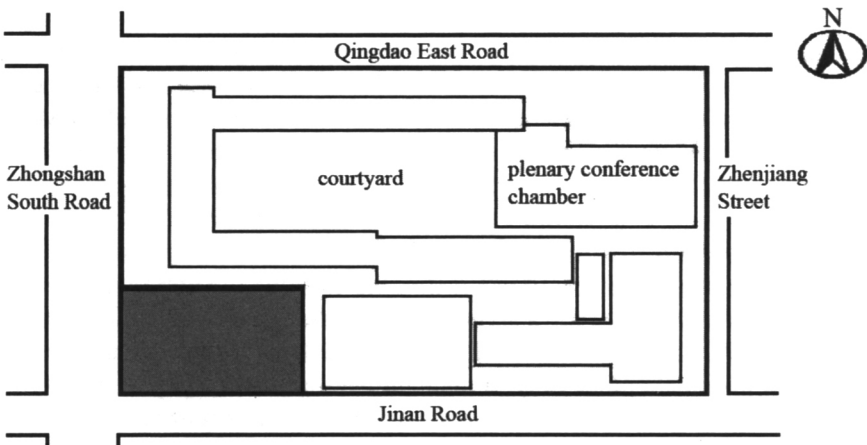 N
Qingdao East Road
Zhongshan
South Road
courtyard
plenary conference
chamber
Zhenjiang
Street
Jinan Road